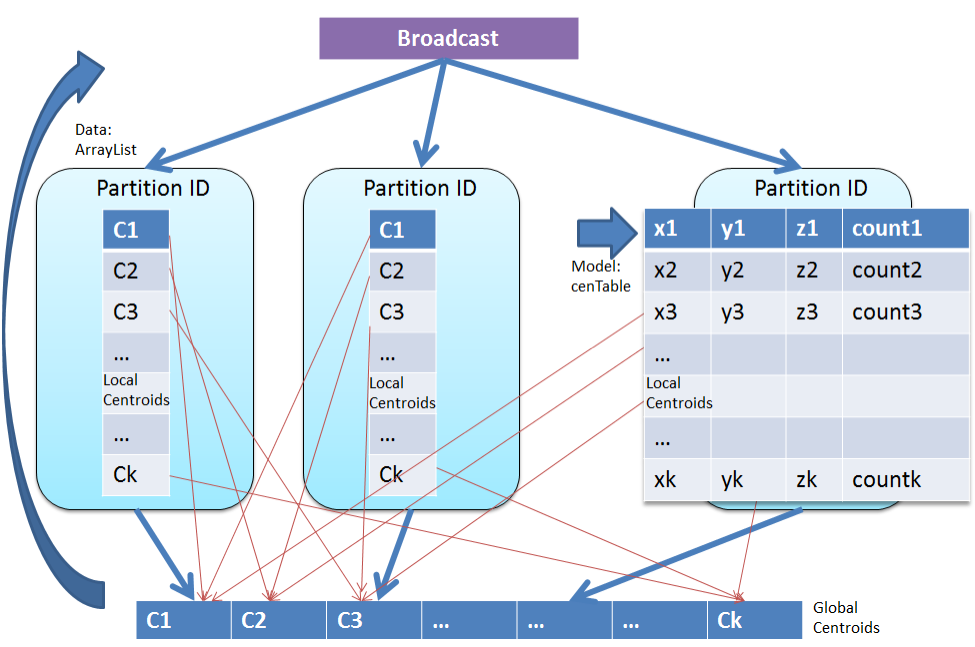 Broadcast
Data:
ArrayList
Partition ID
C1
C2
C3
...
Local
Centroids
...
Ck
Partition ID
C1
C2
C3
...
Local
Centroids
...
Ck
Model:
cenTable
Partition ID
x1 y1 z1 count1
x2 y2 z2 count2
x3 y3 z3 count3
...
Local
Centroids
...
xk yk zk countk
C1 C2 C3 ... ... ... Ck
Global
Centroids